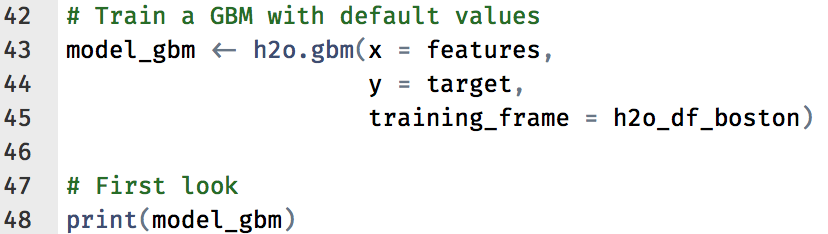 42 # Train a GBM with default values
43 model_gbm <- h2o.gbm(x = features,
44 y = target,
45 training_frame = h2o_df_boston)
46
47 # First look
48 print(model_gbm)